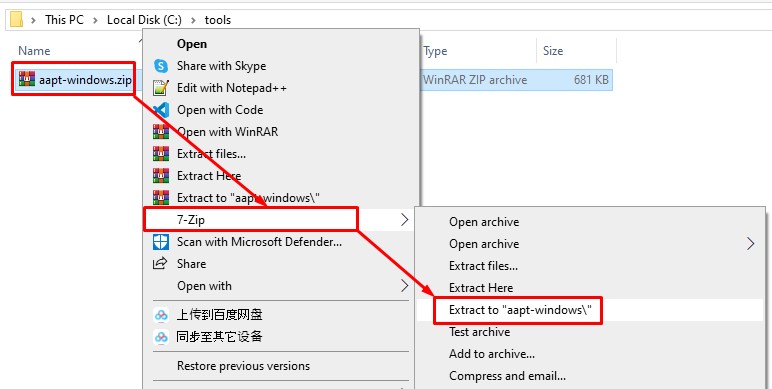 This PC > Local Disk (C:) > tools
Name Type Size
aapt-windows.zip WinRAR ZIP archive 681 KB
Open
Share with Skype
Edit with Notepad++
Open with Code
Open with WinRAR
Extract files...
Extract Here
Extract to "aapt-windows\"
7-Zip
Scan with Microsoft Defender...
Share
Open with
上传到百度网盘
同步至其它设备
Restore previous versions
Open archive
Open archive
Extract files...
Extract Here
Extract to "aapt-windows\"
Test archive
Add to archive...
Compress and email...